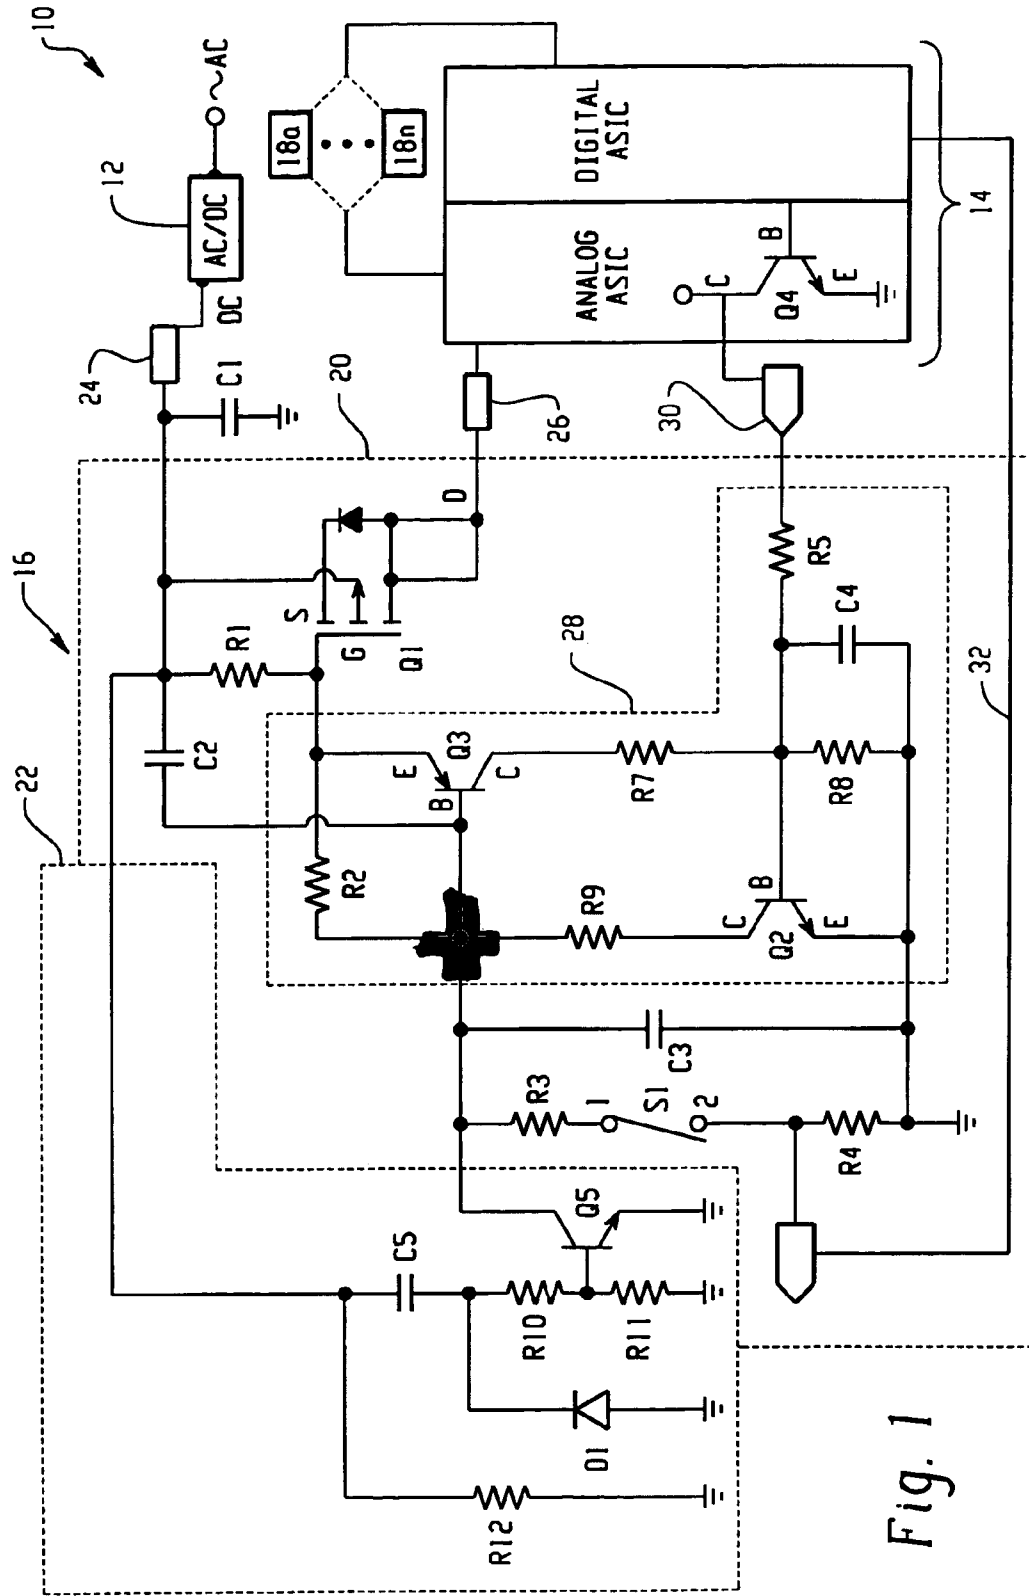 10
~AC
12
AC/DC
DC
24
C1
18a
18n
DIGITAL
ASIC
ANALOG
ASIC
B
C
E
Q4
14
20
26
30
16
R1
S
G
D
Q1
28
R5
C4
32
22
C2
E
B
C
Q3
R7
R8
R2
R9
C
B
E
Q2
C3
R3
1
S1
2
R4
Q5
C5
R10
R11
D1
R12
Fig. 1